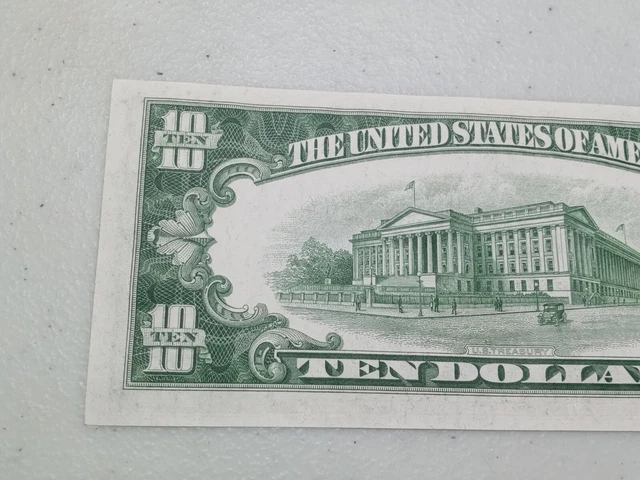 10
TEN
10
THE UNITED STATES OF AME
10
TEN
10
U.S. TREASURY
TEN DOLLA